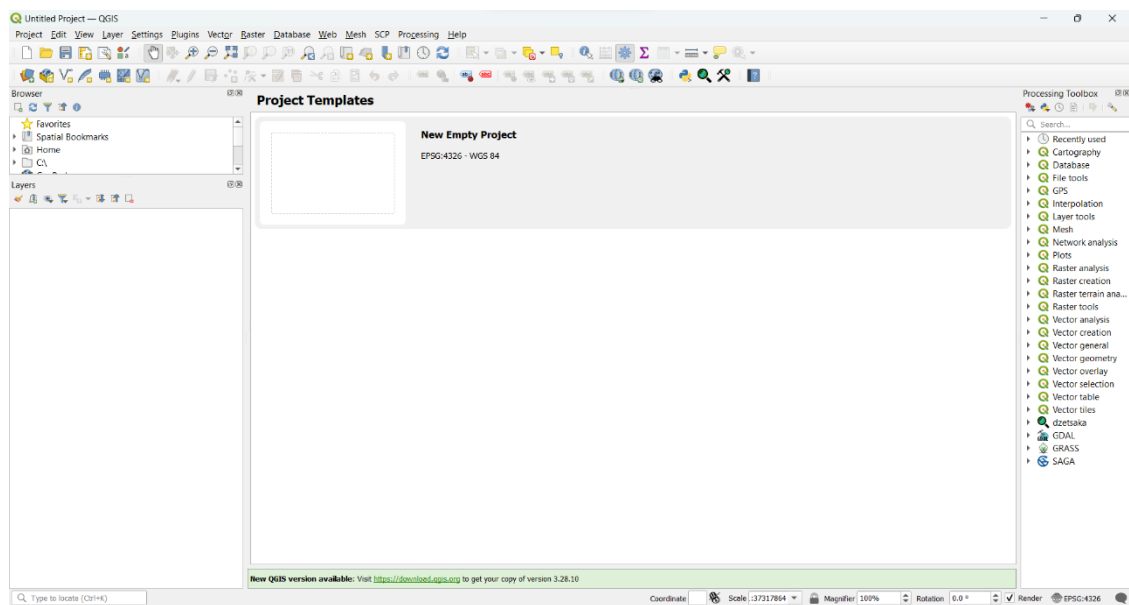 Untitled Project — QGIS
Project Edit View Layer Settings Plugins Vector Raster Database Web Mesh SCP Processing Help
Browser
Favorites
Spatial Bookmarks
Home
C:\
Layers
Project Templates
New Empty Project
EPSG:4326 - WGS 84
New QGIS version available: Visit https://download.qgis.org to get your copy of version 3.28.10
Processing Toolbox
Search...
Recently used
Cartography
Database
File tools
GPS
Interpolation
Layer tools
Mesh
Network analysis
Plots
Raster analysis
Raster creation
Raster terrain ana...
Raster tools
Vector analysis
Vector creation
Vector general
Vector geometry
Vector overlay
Vector selection
Vector table
Vector tiles
dzetsaka
GDAL
GRASS
SAGA
Type to locate (Ctrl+K)
Coordinate Scale :37317864 Magnifier 100% Rotation 0.0 ° Render EPSG:4326